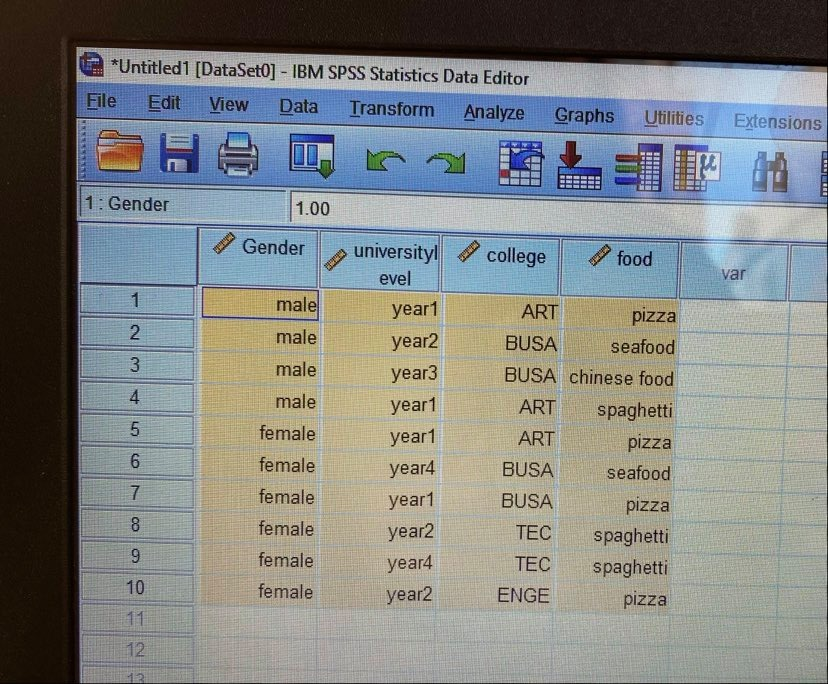 *Untitled1 [DataSet0] - IBM SPSS Statistics Data Editor
File Edit View Data Transform Analyze Graphs Utilities Extensions
1 : Gender 1.00
Gender universityl evel college food var
1 male year1 ART pizza
2 male year2 BUSA seafood
3 male year3 BUSA chinese food
4 male year1 ART spaghetti
5 female year1 ART pizza
6 female year4 BUSA seafood
7 female year1 BUSA pizza
8 female year2 TEC spaghetti
9 female year4 TEC spaghetti
10 female year2 ENGE pizza
11
12
13